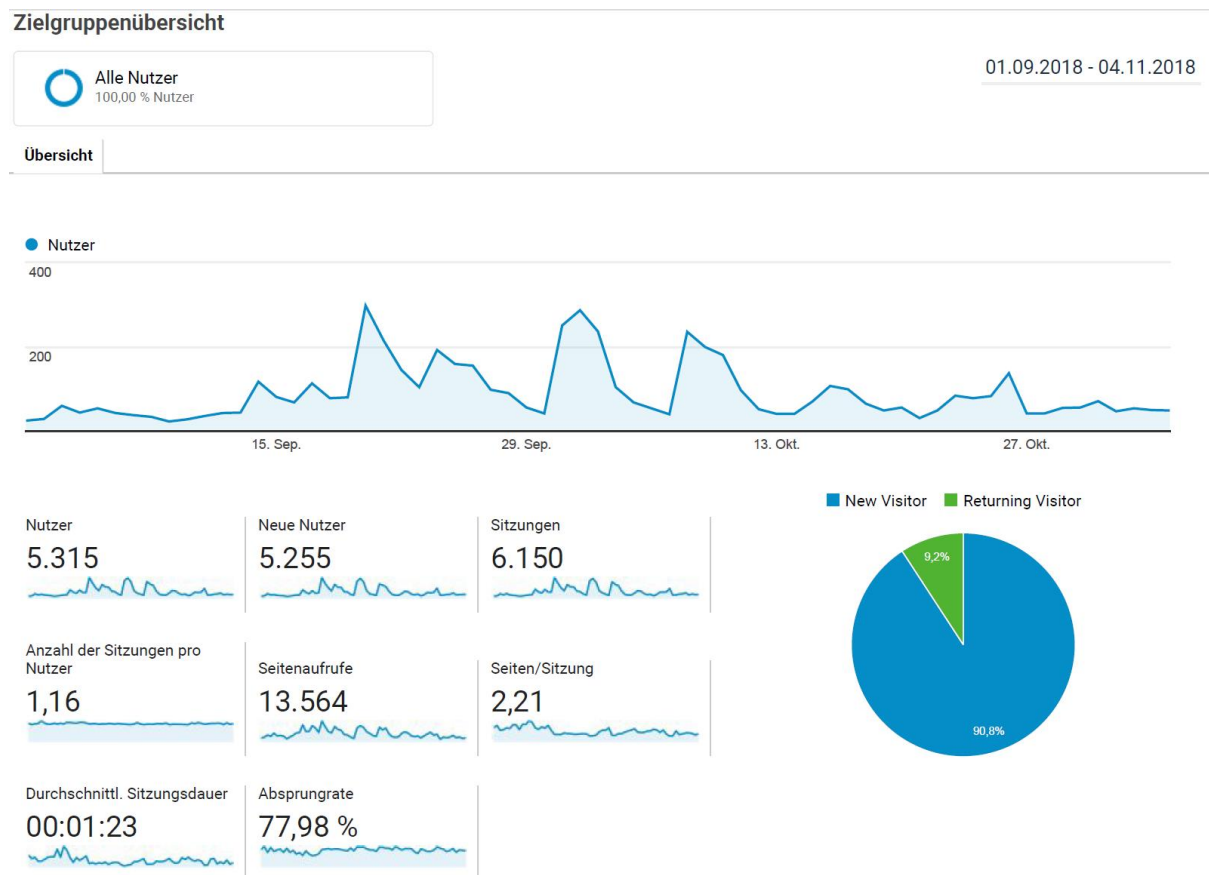 Zielgruppenübersicht
Alle Nutzer
100,00 % Nutzer
01.09.2018 - 04.11.2018
Übersicht
Nutzer
400
200
15. Sep.
29. Sep.
13. Okt.
27. Okt.
New Visitor
Returning Visitor
Nutzer
5.315
Neue Nutzer
5.255
Sitzungen
6.150
Anzahl der Sitzungen pro
Nutzer
1,16
Seitenaufrufe
13.564
Seiten/Sitzung
2,21
Durchschnittl. Sitzungsdauer
00:01:23
Absprungrate
77,98 %
9,2%
90,8%